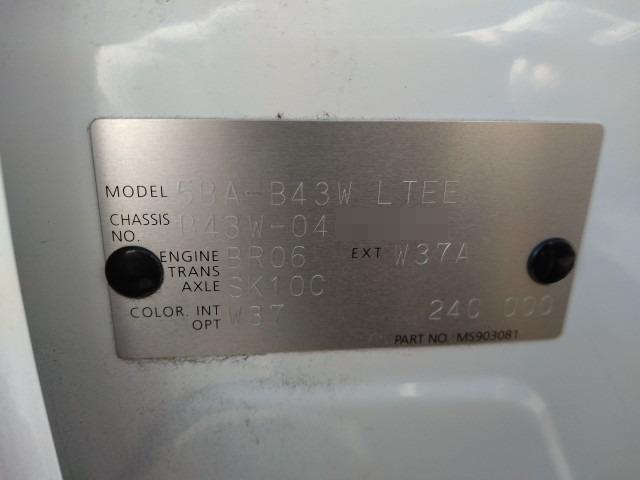 MODEL 5BA-B43W LTEE
CHASSIS NO. B43W-04
ENGINE BR06 EXT W37A
TRANS AXLE SK10C
COLOR. INT OPT W37 24C 000
PART NO. MS903081